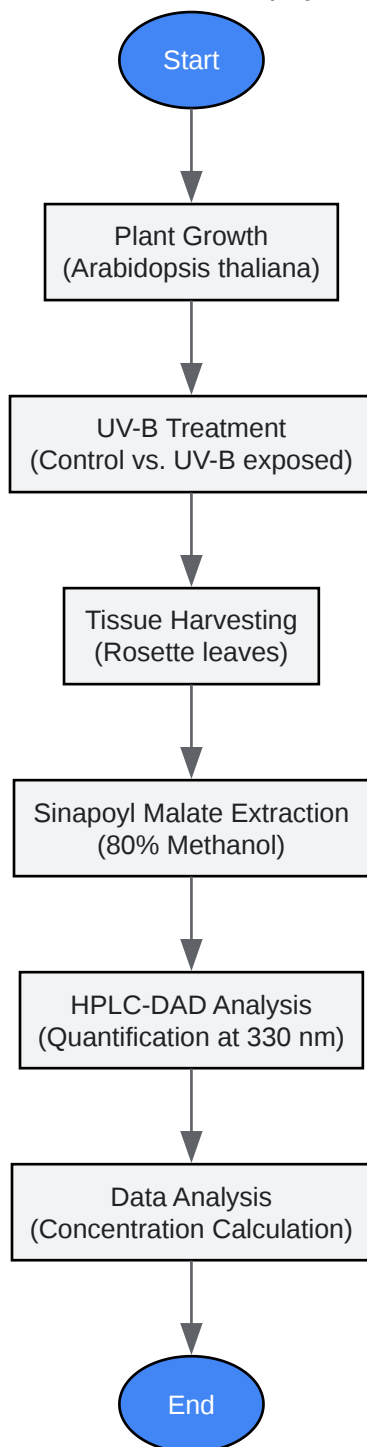 Start
Plant Growth
(Arabidopsis thaliana)
UV-B Treatment
(Control vs. UV-B exposed)
Tissue Harvesting
(Rosette leaves)
Sinapoyl Malate Extraction
(80% Methanol)
HPLC-DAD Analysis
(Quantification at 330 nm)
Data Analysis
(Concentration Calculation)
End